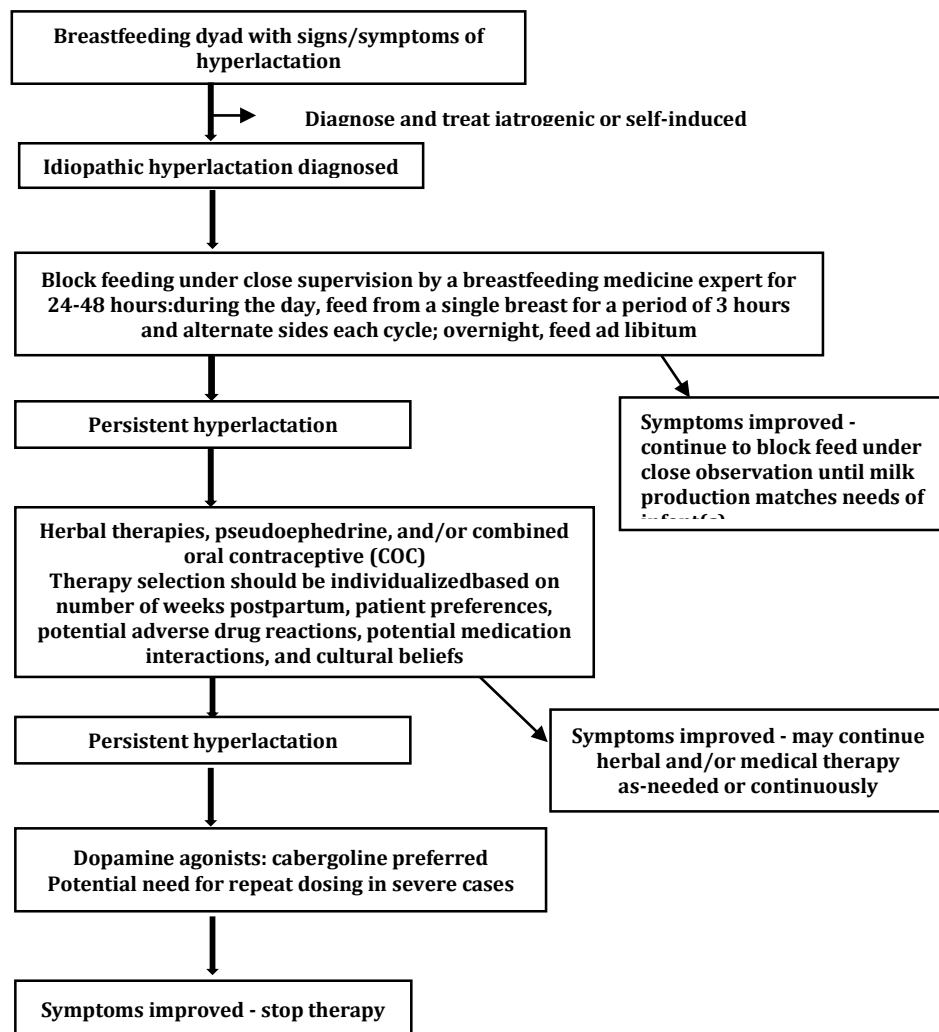 Breastfeeding dyad with signs/symptoms of
hyperlactation
Diagnose and treat iatrogenic or self-induced
Idiopathic hyperlactation diagnosed
Block feeding under close supervision by a breastfeeding medicine expert for
24-48 hours:during the day, feed from a single breast for a period of 3 hours
and alternate sides each cycle; overnight, feed ad libitum
Persistent hyperlactation
Symptoms improved -
continue to block feed under
close observation until milk
production matches needs of
infant(s)
Herbal therapies, pseudoephedrine, and/or combined
oral contraceptive (COC)
Therapy selection should be individualizedbased on
number of weeks postpartum, patient preferences,
potential adverse drug reactions, potential medication
interactions, and cultural beliefs
Persistent hyperlactation
Symptoms improved - may continue
herbal and/or medical therapy
as-needed or continuously
Dopamine agonists: cabergoline preferred
Potential need for repeat dosing in severe cases
Symptoms improved - stop therapy